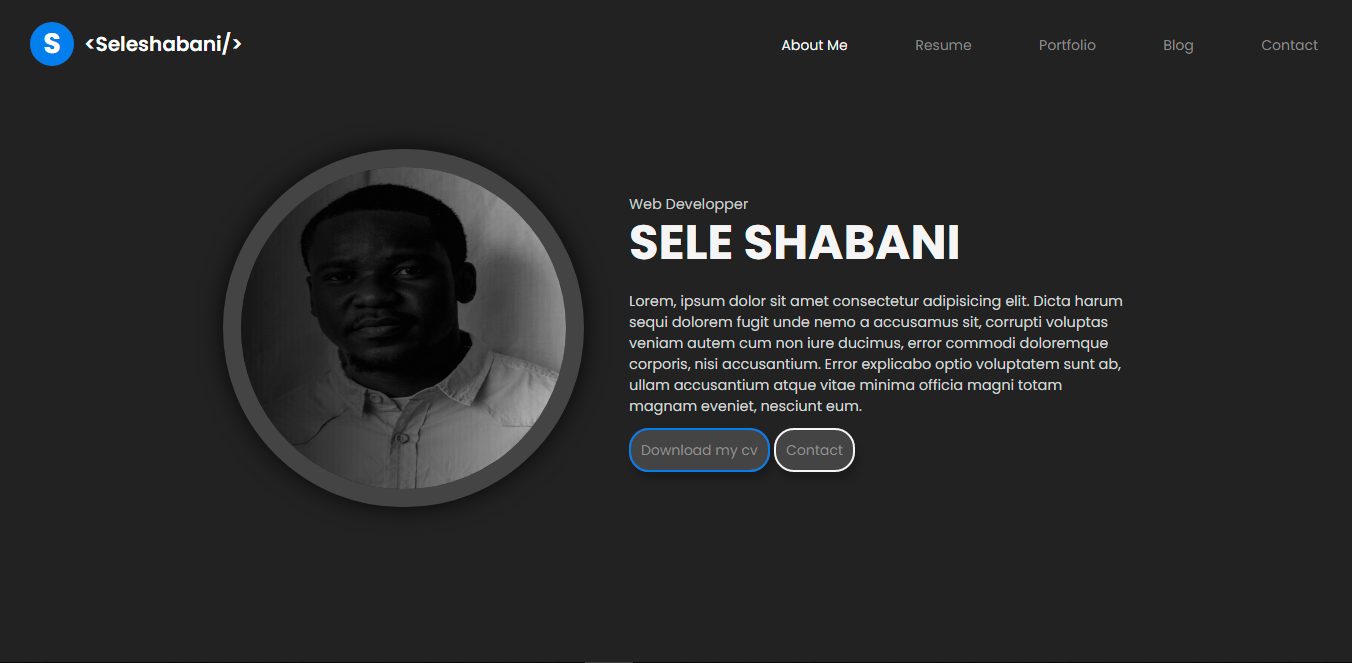 S <Seleshabani/>
About Me Resume Portfolio Blog Contact
Web Developper
SELE SHABANI
Lorem, ipsum dolor sit amet consectetur adipisicing elit. Dicta harum
sequi dolorem fugit unde nemo a accusamus sit, corrupti voluptas
veniam autem cum non iure ducimus, error commodi doloremque
corporis, nisi accusantium. Error explicabo optio voluptatem sunt ab,
ullam accusantium atque vitae minima officia magni totam
magnam eveniet, nesciunt eum.
Download my cv Contact